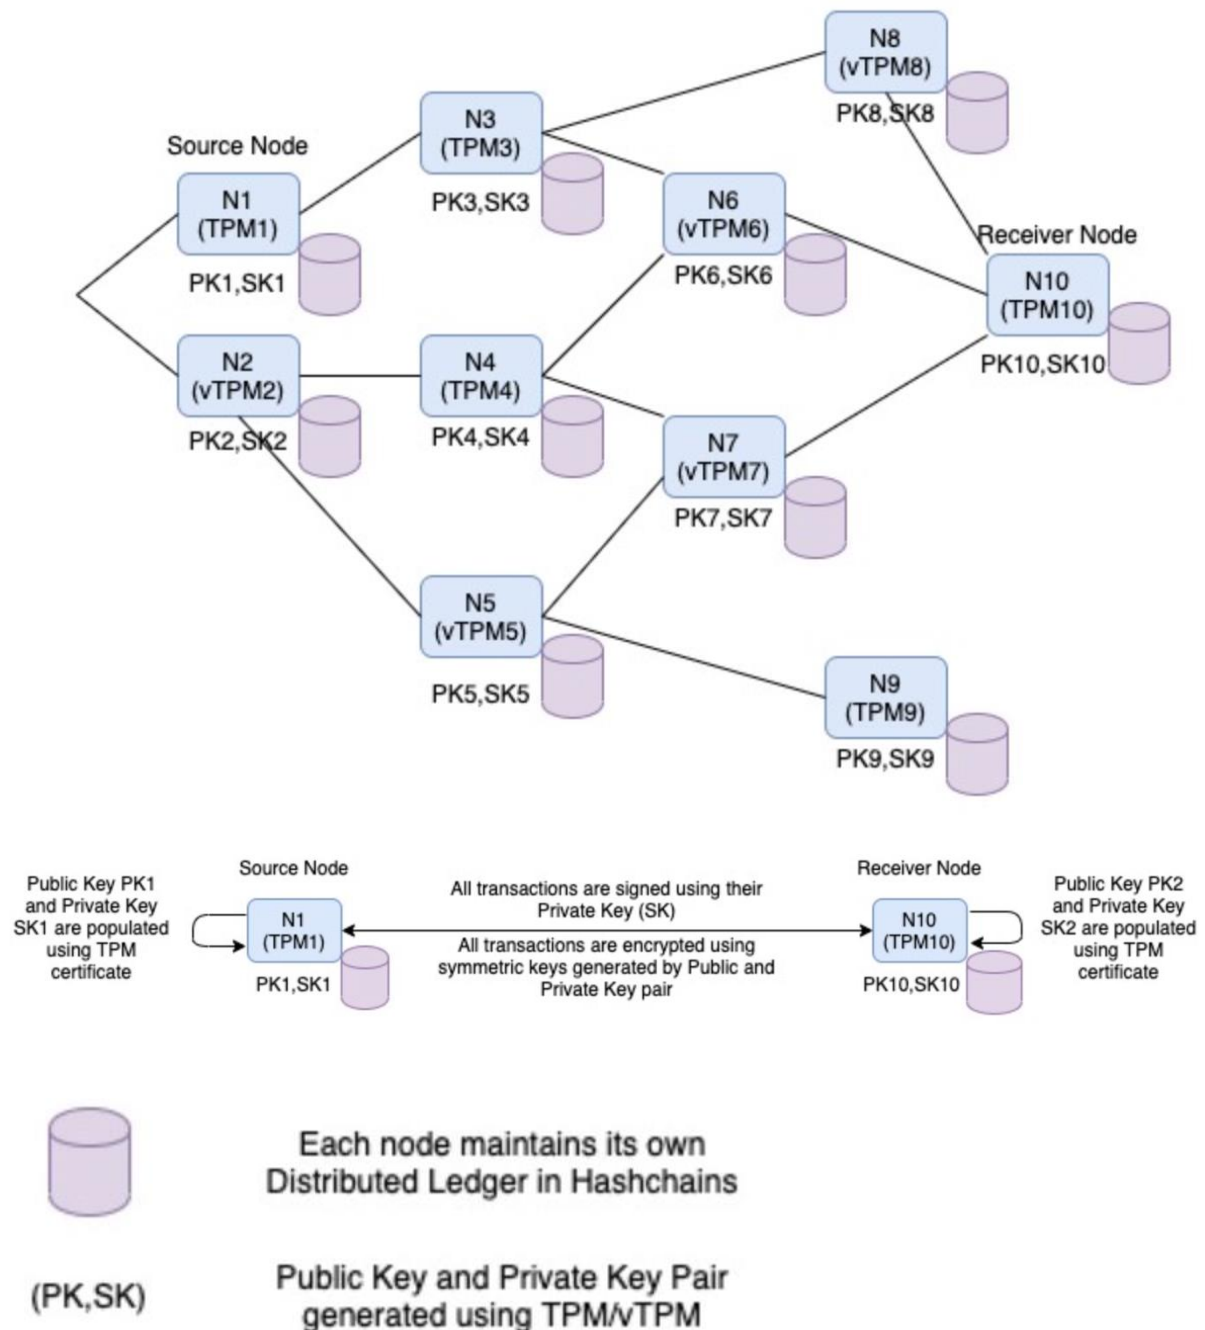 N8
(vTPM8)
PK8,SK8
N3
(TPM3)
PK3,SK3
Source Node
N1
(TPM1)
PK1,SK1
N6
(vTPM6)
PK6,SK6
Receiver Node
N10
(TPM10)
PK10,SK10
N2
(vTPM2)
PK2,SK2
N4
(TPM4)
PK4,SK4
N7
(vTPM7)
PK7,SK7
N5
(vTPM5)
PK5,SK5
N9
(TPM9)
PK9,SK9
Public Key PK1
and Private Key
SK1 are populated
using TPM
certificate
Source Node
N1
(TPM1)
PK1,SK1
All transactions are signed using their
Private Key (SK)
All transactions are encrypted using
symmetric keys generated by Public and
Private Key pair
Receiver Node
N10
(TPM10)
PK10,SK10
Public Key PK2
and Private Key
SK2 are populated
using TPM
certificate
Each node maintains its own
Distributed Ledger in Hashchains
(PK,SK)
Public Key and Private Key Pair
generated using TPM/vTPM